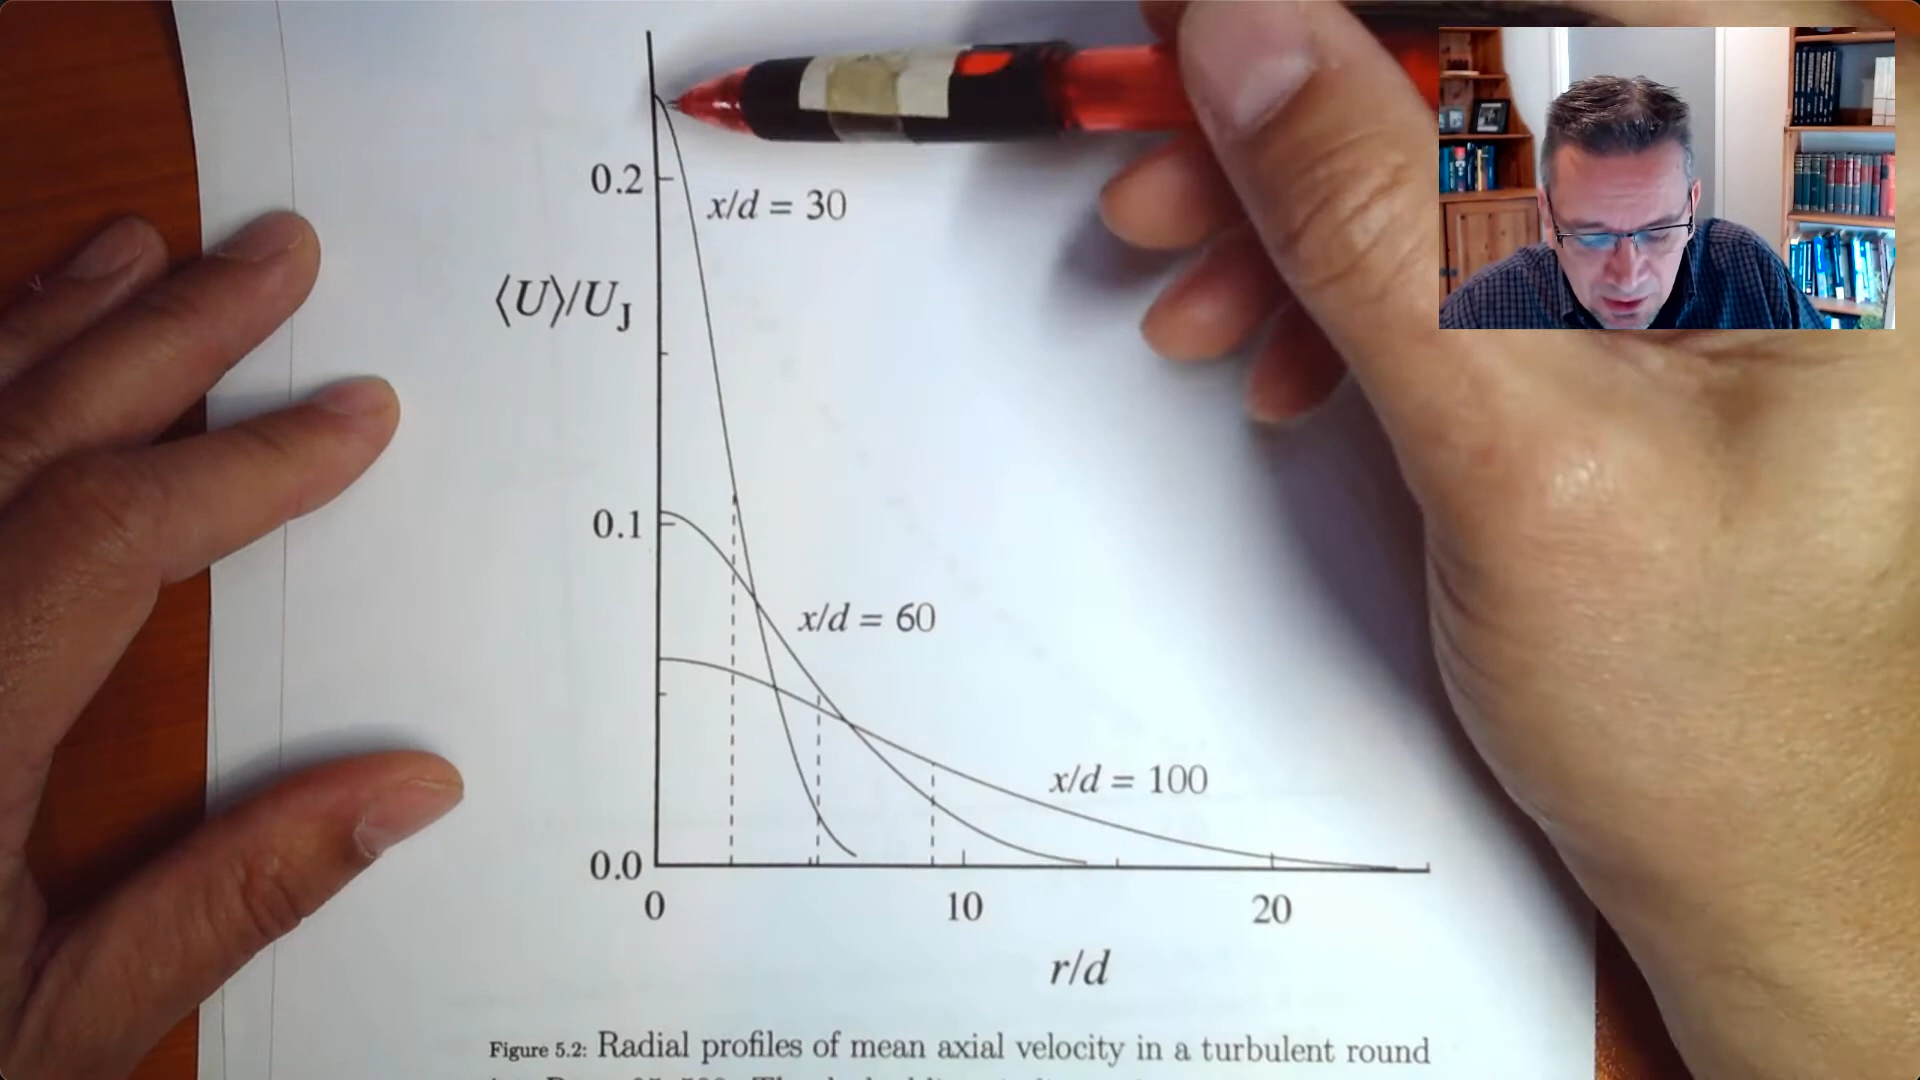 0.2
x/d = 30
⟨U⟩/U_J
0.1
x/d = 60
x/d = 100
0.0
0
10
20
r/d
Figure 5.2: Radial profiles of mean axial velocity in a turbulent round